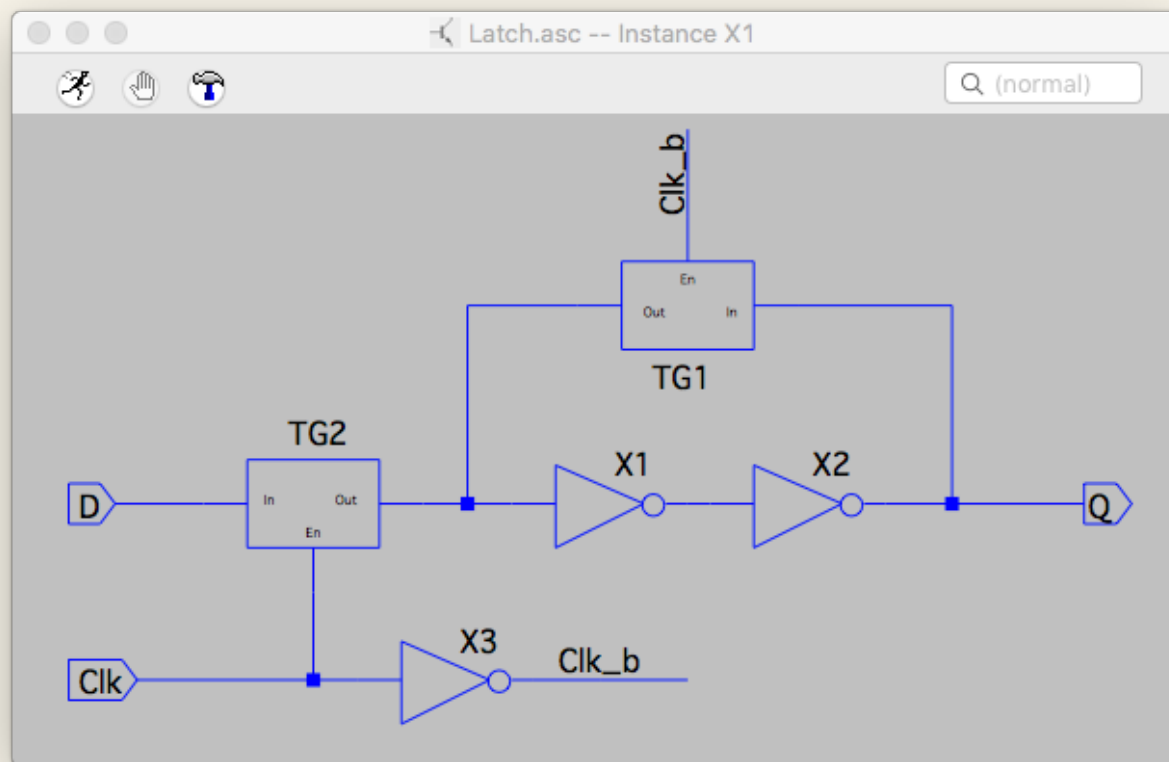 Latch.asc -- Instance X1
(normal)
Clk_b
En
Out In
TG1
TG2
X1 X2
D
In Out
Q
En
X3
Clk
Clk_b